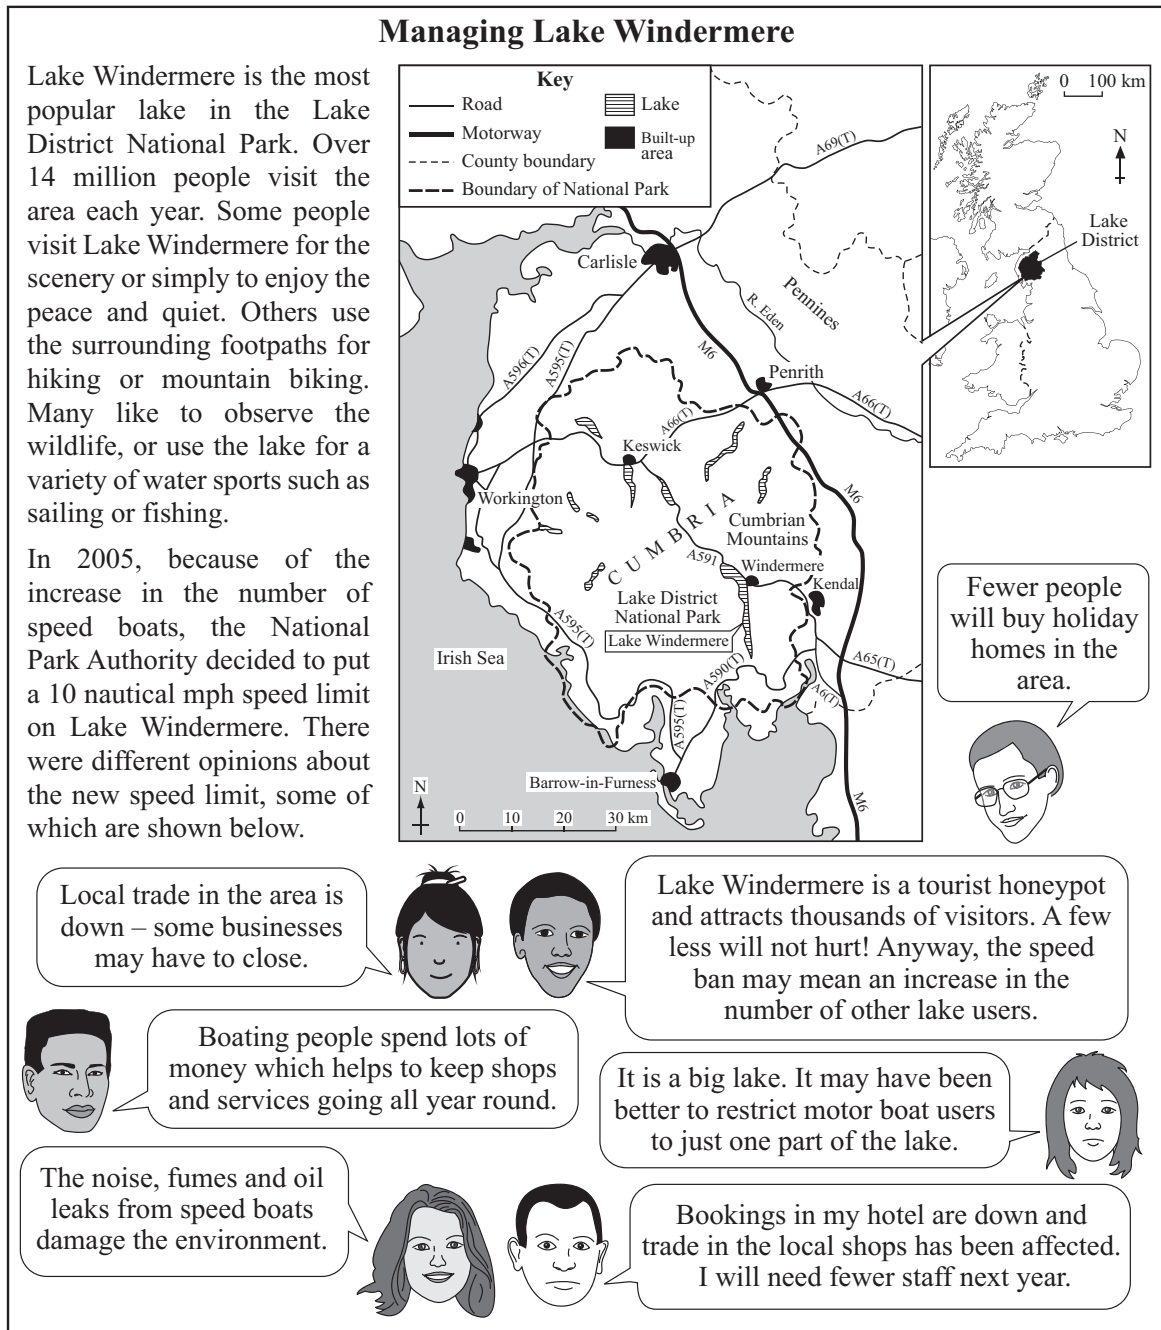 Managing Lake Windermere
Lake Windermere is the most
popular lake in the Lake
District National Park. Over
14 million people visit the
area each year. Some people
visit Lake Windermere for the
scenery or simply to enjoy the
peace and quiet. Others use
the surrounding footpaths for
hiking or mountain biking.
Many like to observe the
wildlife, or use the lake for a
variety of water sports such as
sailing or fishing.
In 2005, because of the
increase in the number of
speed boats, the National
Park Authority decided to put
a 10 nautical mph speed limit
on Lake Windermere. There
were different opinions about
the new speed limit, some of
which are shown below.
Key
Road
Motorway
County boundary
Boundary of National Park
Lake
Built-up
area
A69(T)
Carlisle
Pennines
R. Eden
A596(T)
A595(T)
M6
Penrith
A66(T)
A66(T)
Keswick
Workington
M6
CUMBRIA
Cumbrian
Mountains
A591
Windermere
Kendal
Lake District
National Park
Lake Windermere
A595(T)
Irish Sea
A590(T)
A65(T)
A6(T)
A595(T)
Barrow-in-Furness
M6
N
0 10 20 30 km
0 100 km
N
Lake
District
Fewer people
will buy holiday
homes in the
area.
Local trade in the area is
down – some businesses
may have to close.
Lake Windermere is a tourist honeypot
and attracts thousands of visitors. A few
less will not hurt! Anyway, the speed
ban may mean an increase in the
number of other lake users.
Boating people spend lots of
money which helps to keep shops
and services going all year round.
It is a big lake. It may have been
better to restrict motor boat users
to just one part of the lake.
The noise, fumes and oil
leaks from speed boats
damage the environment.
Bookings in my hotel are down and
trade in the local shops has been affected.
I will need fewer staff next year.